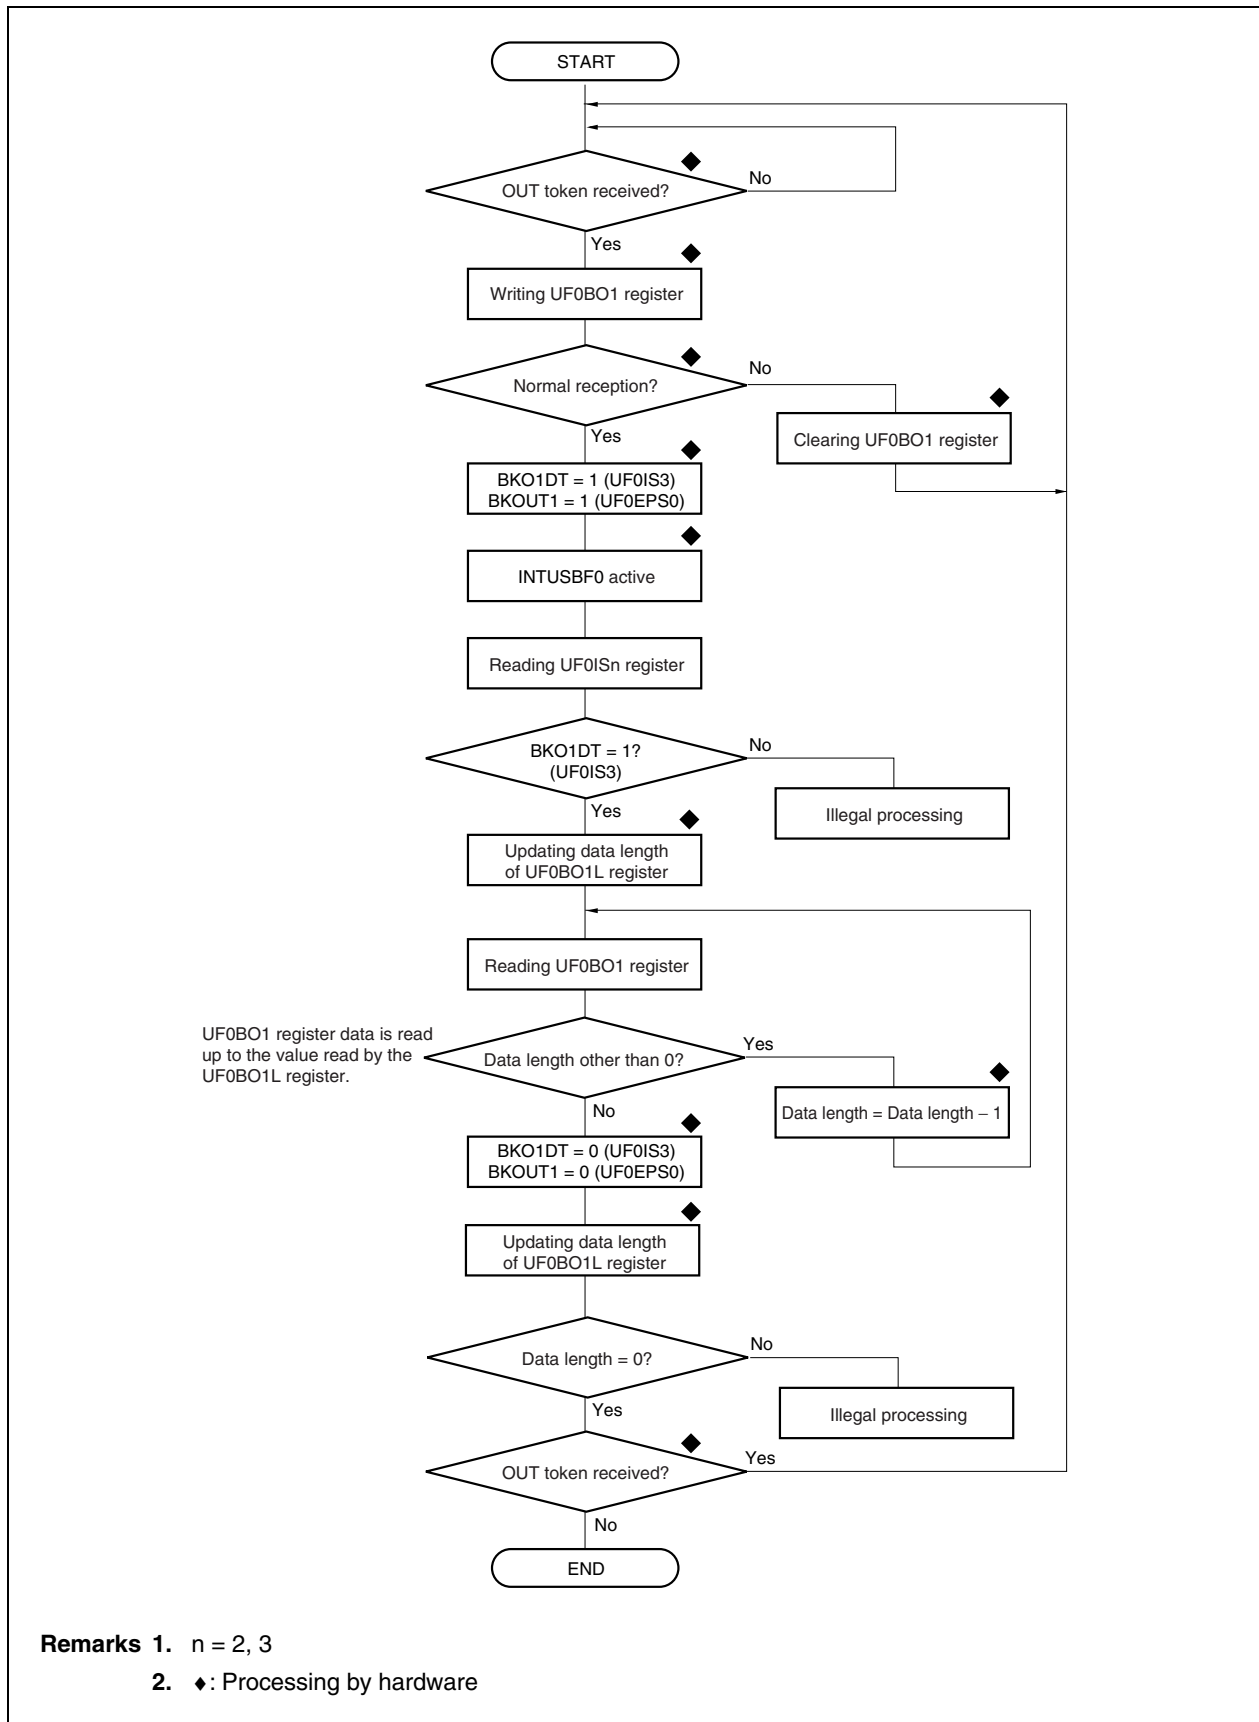 START
OUT token received?
No
Yes
Writing UF0BO1 register
Normal reception?
No
Yes
Clearing UF0BO1 register
BKO1DT = 1 (UF0IS3)
BKOUT1 = 1 (UF0EPS0)
INTUSBF0 active
Reading UF0ISn register
BKO1DT = 1?
(UF0IS3)
No
Yes
Illegal processing
Updating data length
of UF0BO1L register
Reading UF0BO1 register
UF0BO1 register data is read
up to the value read by the
UF0BO1L register.
Data length other than 0?
Yes
No
Data length = Data length – 1
BKO1DT = 0 (UF0IS3)
BKOUT1 = 0 (UF0EPS0)
Updating data length
of UF0BO1L register
Data length = 0?
No
Yes
Illegal processing
OUT token received?
Yes
No
END
Remarks 1. n = 2, 3
2. ♦: Processing by hardware